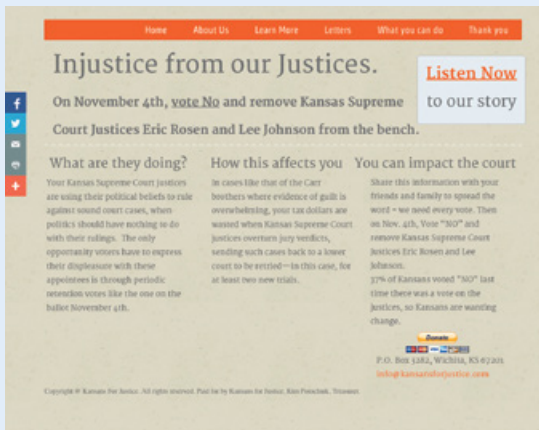 Home About Us Learn More Letters What you can do Thank you
Injustice from our Justices.
Listen Now
to our story
On November 4th, vote No and remove Kansas Supreme
Court Justices Eric Rosen and Lee Johnson from the bench.
What are they doing?
Your Kansas Supreme Court Justices
are using their political beliefs to rule
against sound court cases, when
politics should have nothing to do
with their rulings. The only
opportunity voters have to express
their displeasure with these
appointees is through periodic
retention votes like the one on the
ballot November 4th.
How this affects you
In cases like that of the Carr
brothers where evidence of guilt is
overwhelming, your tax dollars are
wasted when Kansas Supreme Court
justices overturn jury verdicts,
sending such cases back to a lower
court to be retried—in this case, for
at least two new trials.
You can impact the court
Share this information with your
friends and family to spread the
word - we need every vote. Then
on Nov. 4th, Vote "NO" and
remove Kansas Supreme Court
Justices Eric Rosen and Lee
Johnson.
37% of Kansans voted "NO" last
time there was a vote on the
justices, so Kansans are wanting
change.
Donate
P.O. Box 3282, Wichita, KS 67201
info@kansansforjustice.com
Copyright © Kansans For Justice. All rights reserved. Paid for by Kansans for Justice, Treasurer.